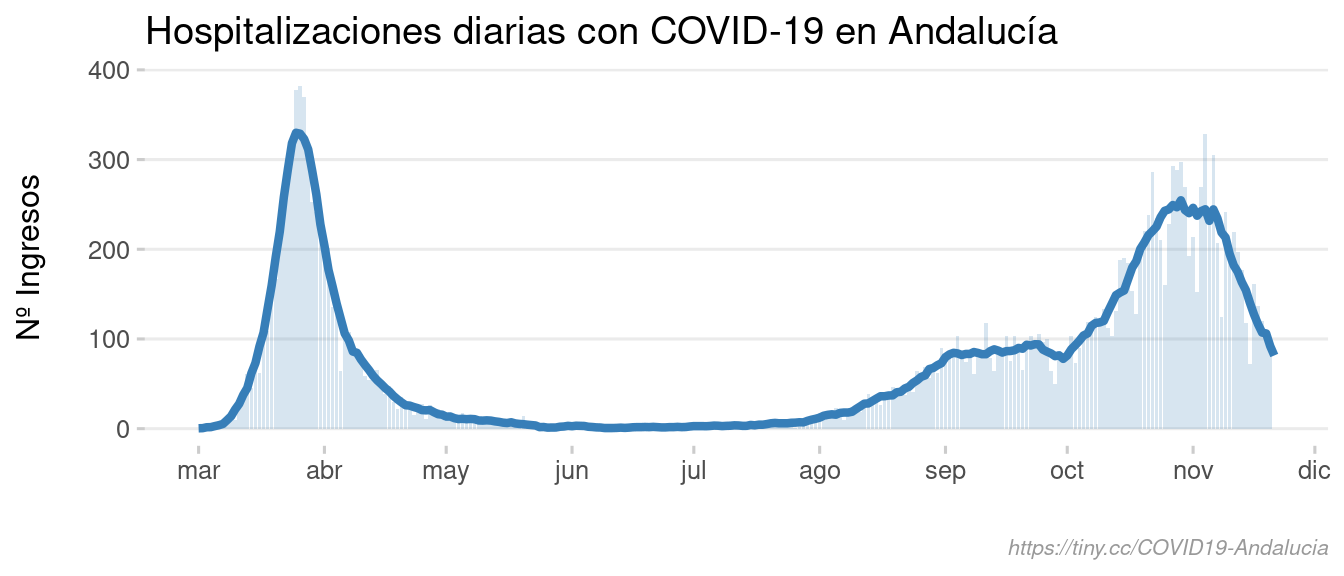 Hospitalizaciones diarias con COVID-19 en Andalucía
Nº Ingresos
400
300
200
100
0
mar abr may jun jul ago sep oct nov dic
https://tiny.cc/COVID19-Andalucia